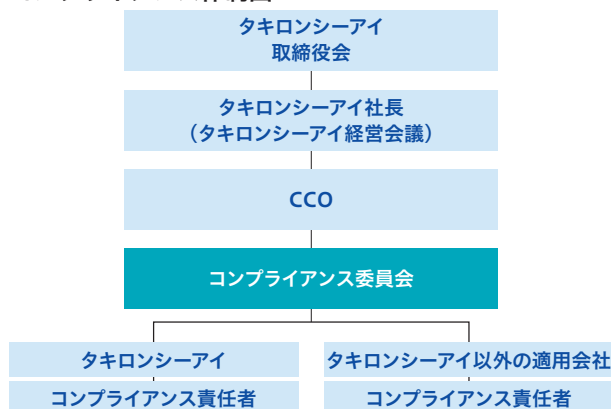 タキロンシーアイ
取締役会
タキロンシーアイ社長
（タキロンシーアイ経営会議）
CCO
コンプライアンス委員会
タキロンシーアイ
タキロンシーアイ以外の適用会社
コンプライアンス責任者
コンプライアンス責任者